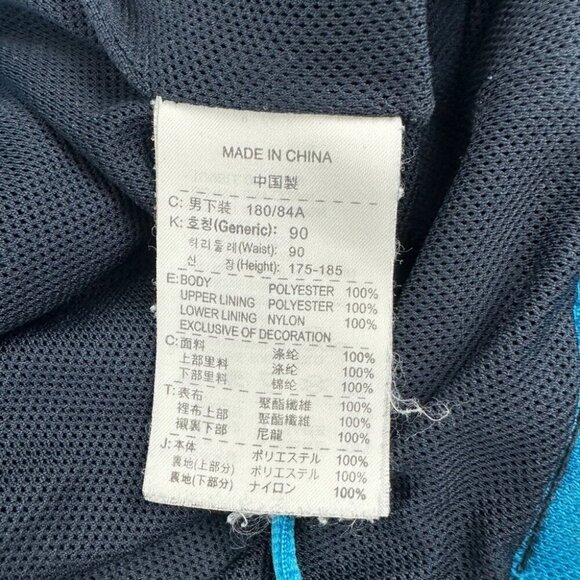 MADE IN CHINA
中国製
C: 男下装 180/84A
K: 호칭(Generic): 90
허리둘레(Waist): 90
신 장(Height): 175-185
E: BODY POLYESTER 100%
UPPER LINING POLYESTER 100%
LOWER LINING NYLON 100%
EXCLUSIVE OF DECORATION
C: 面料 涤纶 100%
上部里料 涤纶 100%
下部里料 锦纶 100%
T: 表布 聚酯纖維 100%
裡布上部 聚酯纖維 100%
襯裏下部 尼龍 100%
J: 本体 ポリエステル 100%
裏地(上部分) ポリエステル 100%
裏地(下部分) ナイロン 100%